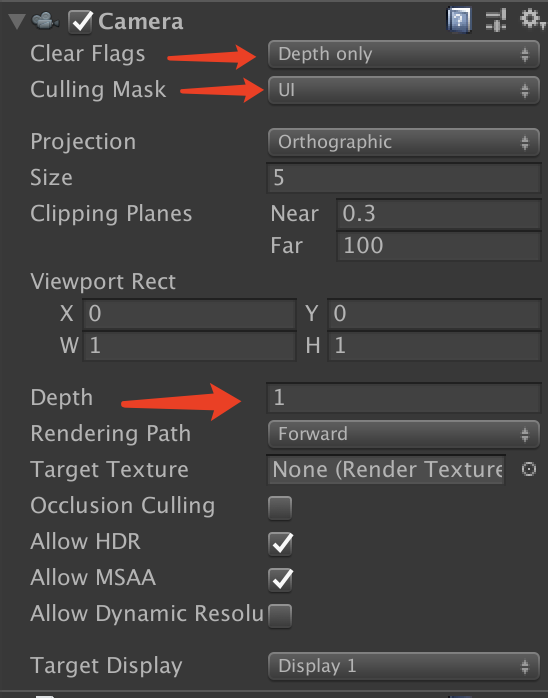 Camera
Clear Flags Depth only
Culling Mask UI
Projection Orthographic
Size 5
Clipping Planes Near 0.3
Far 100
Viewport Rect
X 0 Y 0
W 1 H 1
Depth 1
Rendering Path Forward
Target Texture None (Render Texture
Occlusion Culling
Allow HDR
Allow MSAA
Allow Dynamic Resolu
Target Display Display 1